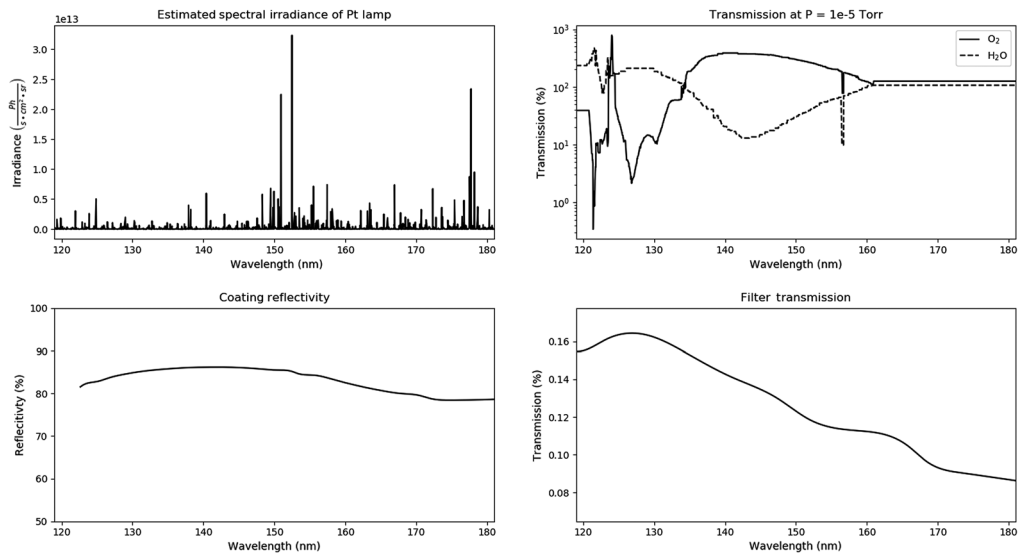 Estimated spectral irradiance of Pt lamp
1e13
Irradiance (Ph / s • cm² • sr)
3.0
2.5
2.0
1.5
1.0
0.5
0.0
120 130 140 150 160 170 180
Wavelength (nm)
Transmission at P = 1e-5 Torr
Transmission (%)
10³
10²
10¹
10⁰
O₂
H₂O
120 130 140 150 160 170 180
Wavelength (nm)
Coating reflectivity
Reflecitivty (%)
100
90
80
70
60
50
120 130 140 150 160 170 180
Wavelength (nm)
Filter transmission
Transmission (%)
0.16
0.14
0.12
0.10
0.08
120 130 140 150 160 170 180
Wavelength (nm)